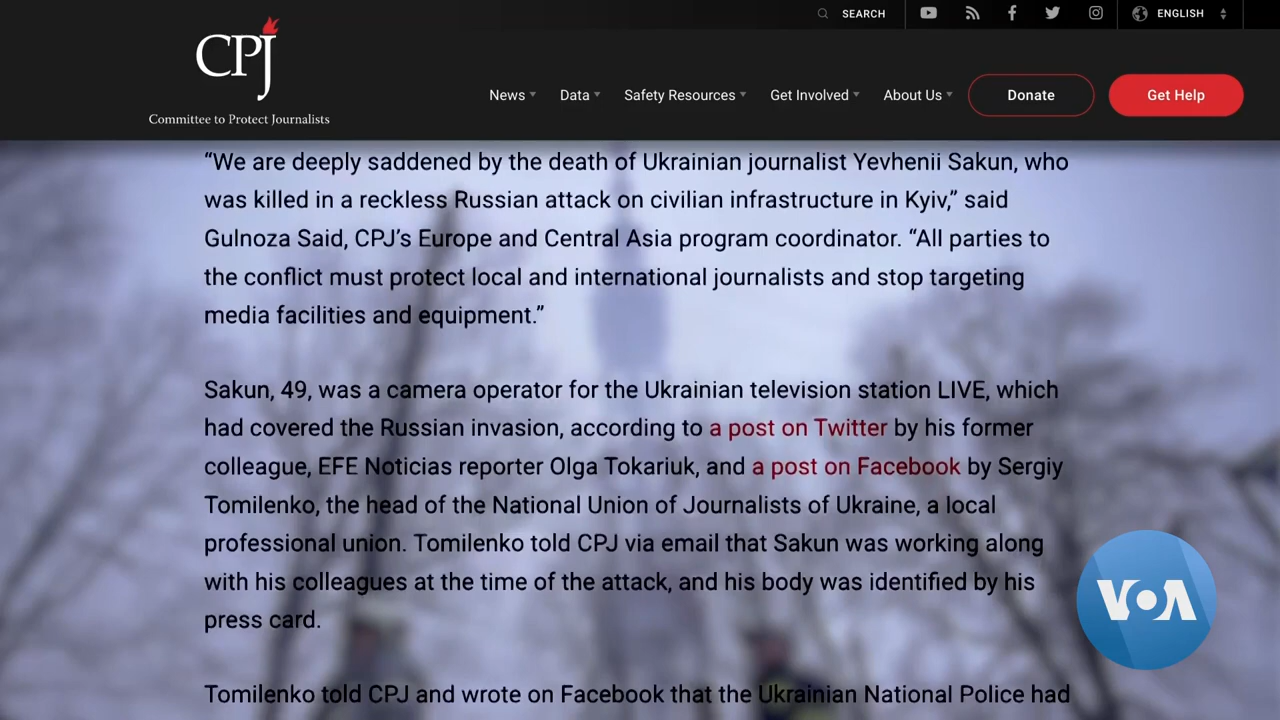 SEARCH
ENGLISH
CPJ
Committee to Protect Journalists
News
Data
Safety Resources
Get Involved
About Us
Donate
Get Help
“We are deeply saddened by the death of Ukrainian journalist Yevhenii Sakun, who
was killed in a reckless Russian attack on civilian infrastructure in Kyiv,” said
Gulnoza Said, CPJ’s Europe and Central Asia program coordinator. “All parties to
the conflict must protect local and international journalists and stop targeting
media facilities and equipment.”
Sakun, 49, was a camera operator for the Ukrainian television station LIVE, which
had covered the Russian invasion, according to a post on Twitter by his former
colleague, EFE Noticias reporter Olga Tokariuk, and a post on Facebook by Sergiy
Tomilenko, the head of the National Union of Journalists of Ukraine, a local
professional union. Tomilenko told CPJ via email that Sakun was working along
with his colleagues at the time of the attack, and his body was identified by his
press card.
VOA
Tomilenko told CPJ and wrote on Facebook that the Ukrainian National Police had